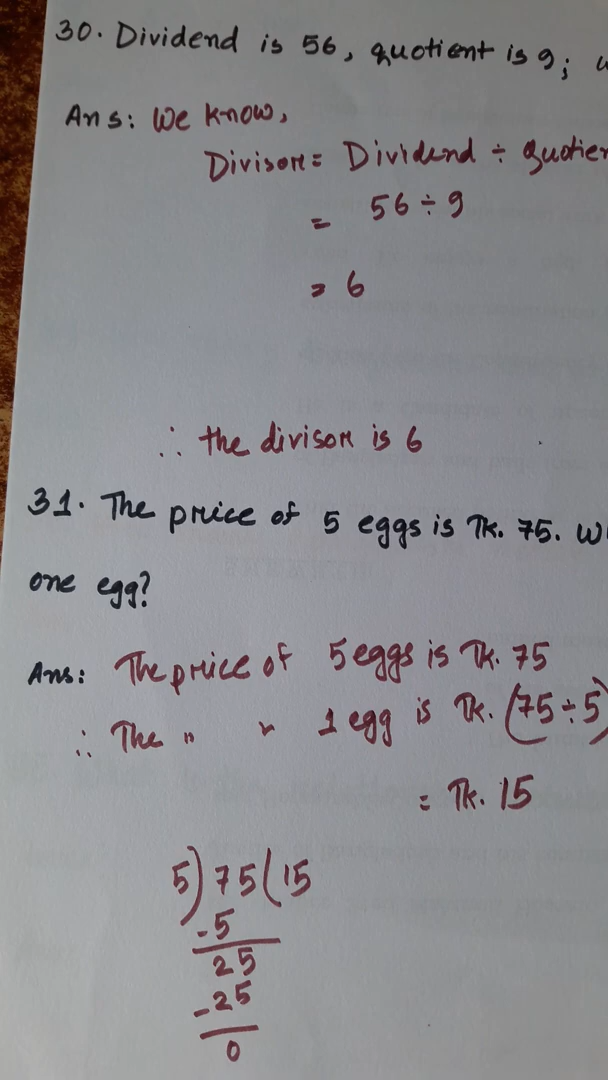 30. Dividend is 56, quotient is 9;
Ans: We know,
Divisor = Dividend ÷ quotien
= 56 ÷ 9
= 6
∴ the divisor is 6
31. The price of 5 eggs is Tk. 75.
one egg?
Ans: The price of 5 eggs is Tk. 75
∴ The " " 1 egg is Tk. (75÷5)
= Tk. 15
5) 75 (15
-5
25
-25
0